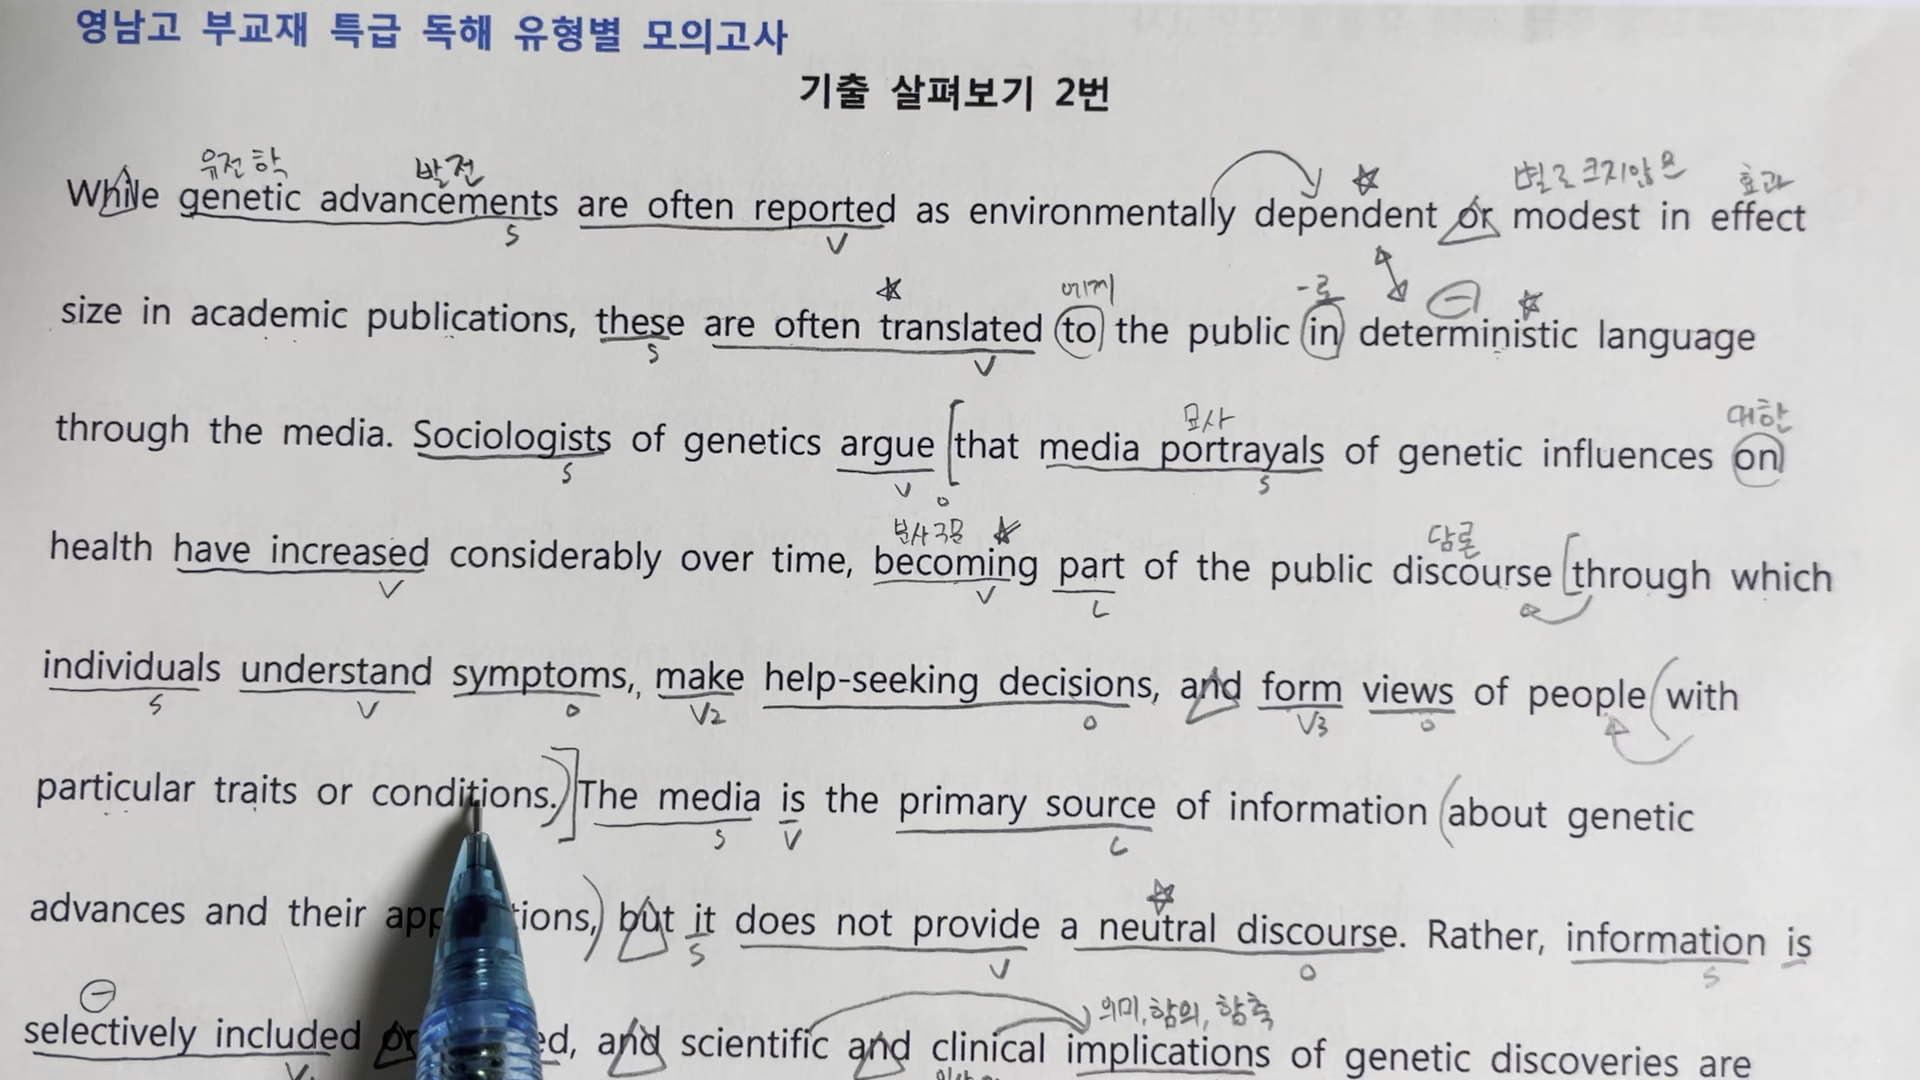 영남고 부교재 특급 독해 유형별 모의고사
기출 살펴보기 2번
유전학 발전 별로 크지않은 효과
While genetic advancements are often reported as environmentally dependent or modest in effect
S V
에게 -로
size in academic publications, these are often translated to the public in deterministic language
S V
묘사 대한
through the media. Sociologists of genetics argue that media portrayals of genetic influences on
S V O S
분사구문 담론
health have increased considerably over time, becoming part of the public discourse through which
V V C
individuals understand symptoms, make help-seeking decisions, and form views of people with
S V O V2 O V3 O
particular traits or conditions. The media is the primary source of information about genetic
S V C
advances and their but it does not provide a neutral discourse. Rather, information is
S V O S
의미, 함의, 함축
selectively included or and scientific and clinical implications of genetic discoveries are
V